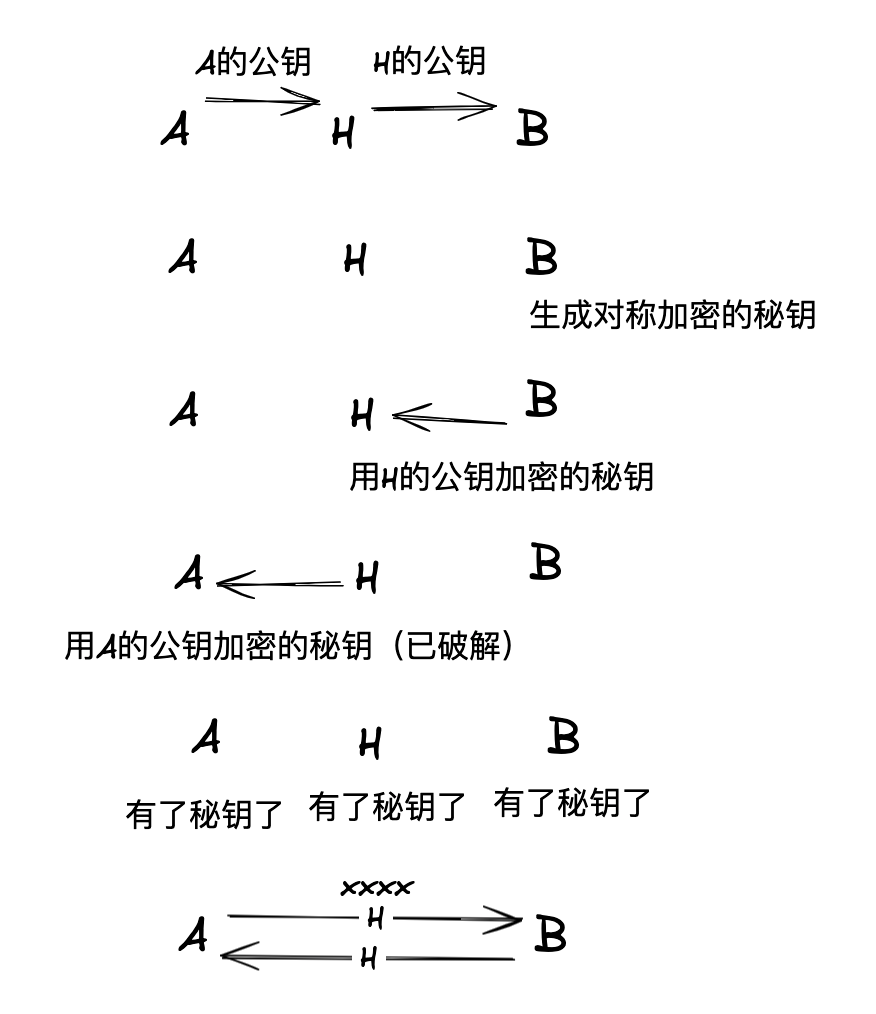 A的公钥 H的公钥
A H B
A H B
生成对称加密的秘钥
A H B
用H的公钥加密的秘钥
A H B
用A的公钥加密的秘钥（已破解）
A H B
有了秘钥了 有了秘钥了 有了秘钥了
xxxx
A H B
H